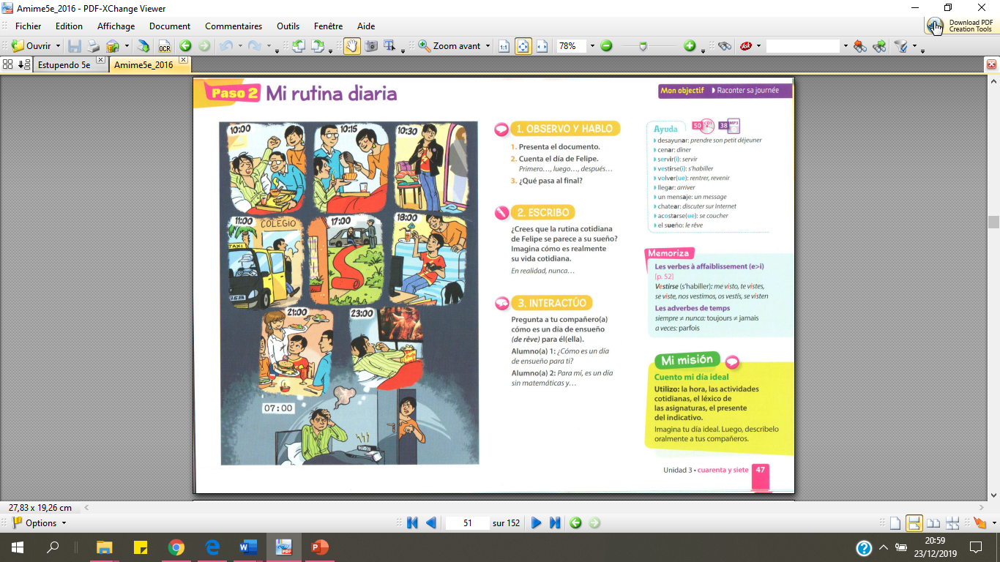 Amime5e_2016 - PDF-XChange Viewer
Fichier Edition Affichage Document Commentaires Outils Fenêtre Aide
Download PDF
Creation Tools
Ouvrir OCR Zoom avant 1:1 78% Ask
Estupendo 5e Amime5e_2016
Paso 2 Mi rutina diaria
Mon objectif Raconter sa journée
10:00
10:15
10:30
11:00
COLEGIO
TAXI
17:00
18:00
21:00
23:00
07:00
07:00
1. OBSERVO Y HABLO
1. Presenta el documento.
2. Cuenta el día de Felipe.
Primero…, luego…, después…
3. ¿Qué pasa al final?
2. ESCRIBO
¿Crees que la rutina cotidiana
de Felipe se parece a su sueño?
Imagina cómo es realmente
su vida cotidiana.
En realidad, nunca…
3. INTERACTÚO
Pregunta a tu compañero(a)
cómo es un día de ensueño
(de rêve) para él(ella).
Alumno(a) 1: ¿Cómo es un día
de ensueño para ti?
Alumno(a) 2: Para mí, es un día
sin matemáticas y…
Ayuda 50 CD1 38 MP3
desayunar: prendre son petit déjeuner
cenar: dîner
servir(i): servir
vestirse(i): s'habiller
volver(ue): rentrer, revenir
llegar: arriver
un mensaje: un message
chatear: discuter sur Internet
acostarse(ue): se coucher
el sueño: le rêve
Memoriza
Les verbes à affaiblissement (e>i)
[p. 52]
Vestirse (s'habiller): me visto, te vistes,
se viste, nos vestimos, os vestís, se visten
Les adverbes de temps
siempre ≠ nunca: toujours ≠ jamais
a veces: parfois
Mi misión
Cuento mi día ideal
Utilizo: la hora, las actividades
cotidianas, el léxico de
las asignaturas, el presente
del indicativo.
Imagina tu día ideal. Luego, descríbelo
oralmente a tus compañeros.
Unidad 3 • cuarenta y siete 47
27,83 x 19,26 cm
Options 51 sur 152
20:59
23/12/2019